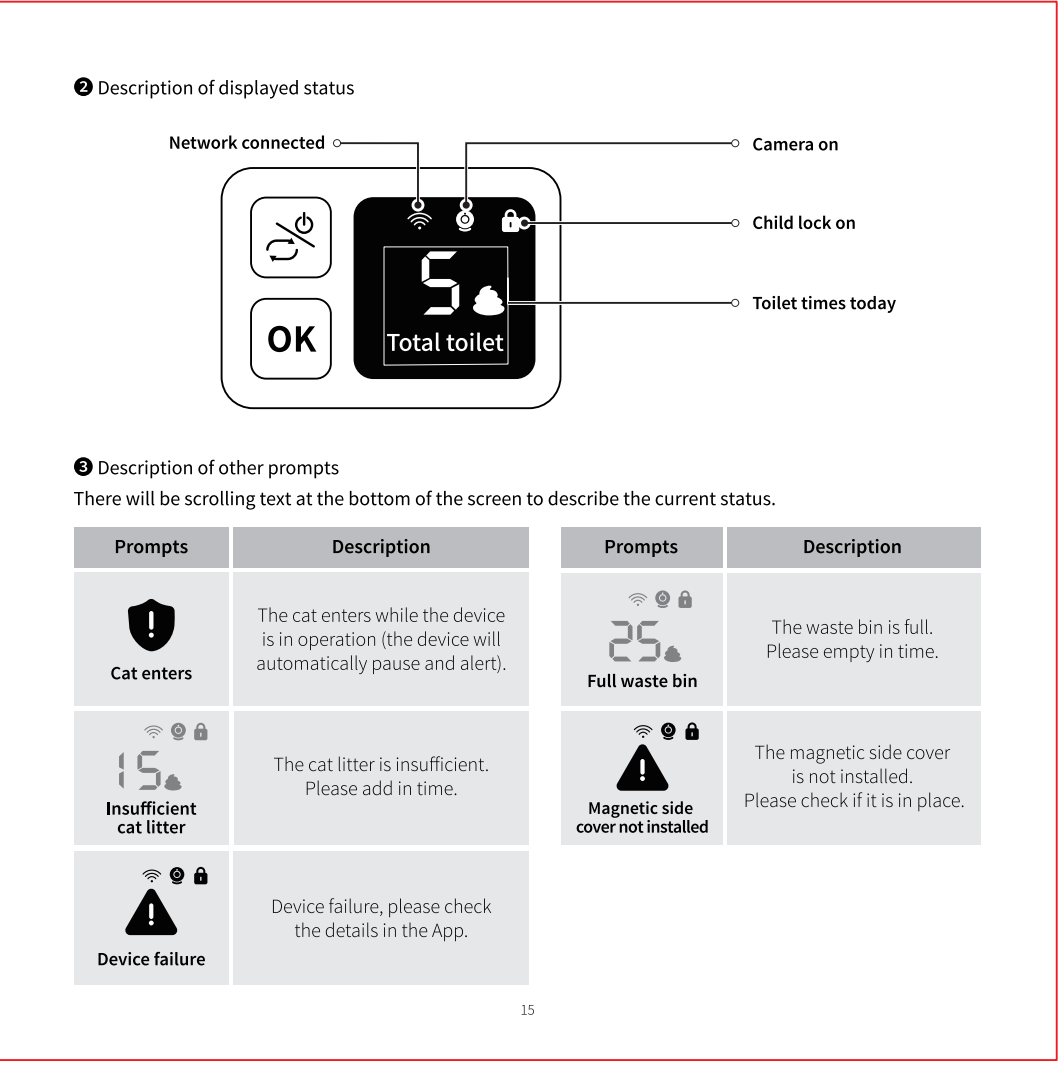 2 Description of displayed status
Network connected
Camera on
Child lock on
5
Toilet times today
OK
Total toilet
3 Description of other prompts
There will be scrolling text at the bottom of the screen to describe the current status.
Prompts
Description
Cat enters
The cat enters while the device
is in operation (the device will
automatically pause and alert).
15
Insufficient
cat litter
The cat litter is insufficient.
Please add in time.
Device failure
Device failure, please check
the details in the App.
Prompts
Description
25
Full waste bin
The waste bin is full.
Please empty in time.
Magnetic side
cover not installed
The magnetic side cover
is not installed.
Please check if it is in place.
15